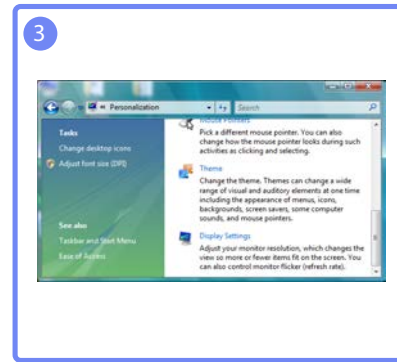 3
Personalization
Search
Tasks
Change desktop icons
Adjust font size (DPI)
See also
Taskbar and Start Menu
Ease of Access
Mouse Pointers
Pick a different mouse pointer. You can also
change how the mouse pointer looks during such
activities as clicking and selecting.
Theme
Change the theme. Themes can change a wide
range of visual and auditory elements at one time
including the appearance of menus, icons,
backgrounds, screen savers, some computer
sounds, and mouse pointers.
Display Settings
Adjust your monitor resolution, which changes the
view so more or fewer items fit on the screen. You
can also control monitor flicker (refresh rate).